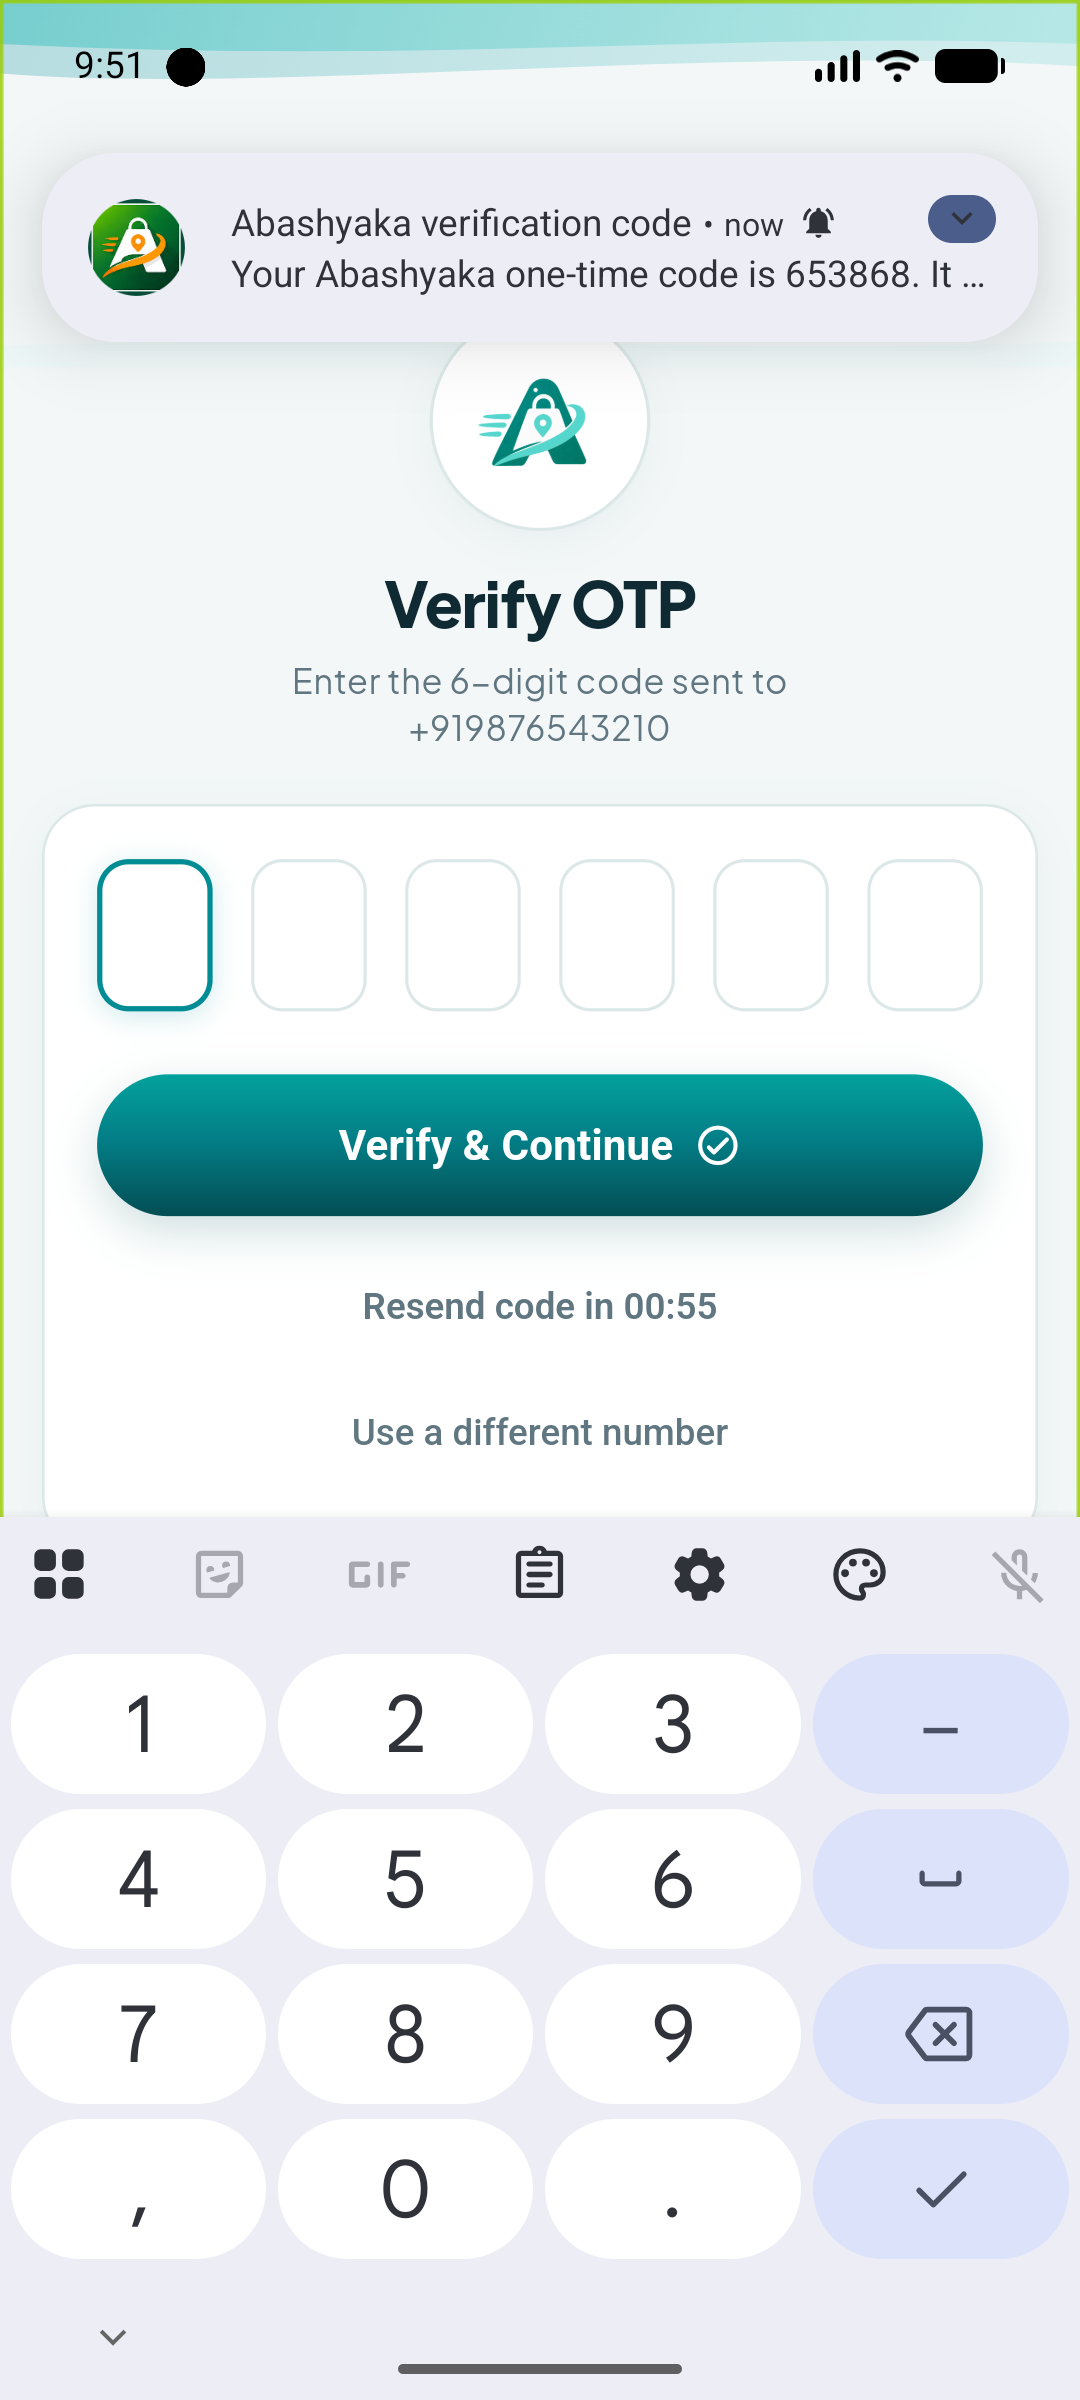 9:51
Abashyaka verification code • now
Your Abashyaka one-time code is 653868. It ...
Verify OTP
Enter the 6-digit code sent to
+919876543210
Verify & Continue
Resend code in 00:55
Use a different number
GIF
1 2 3 –
4 5 6
7 8 9
, 0 .